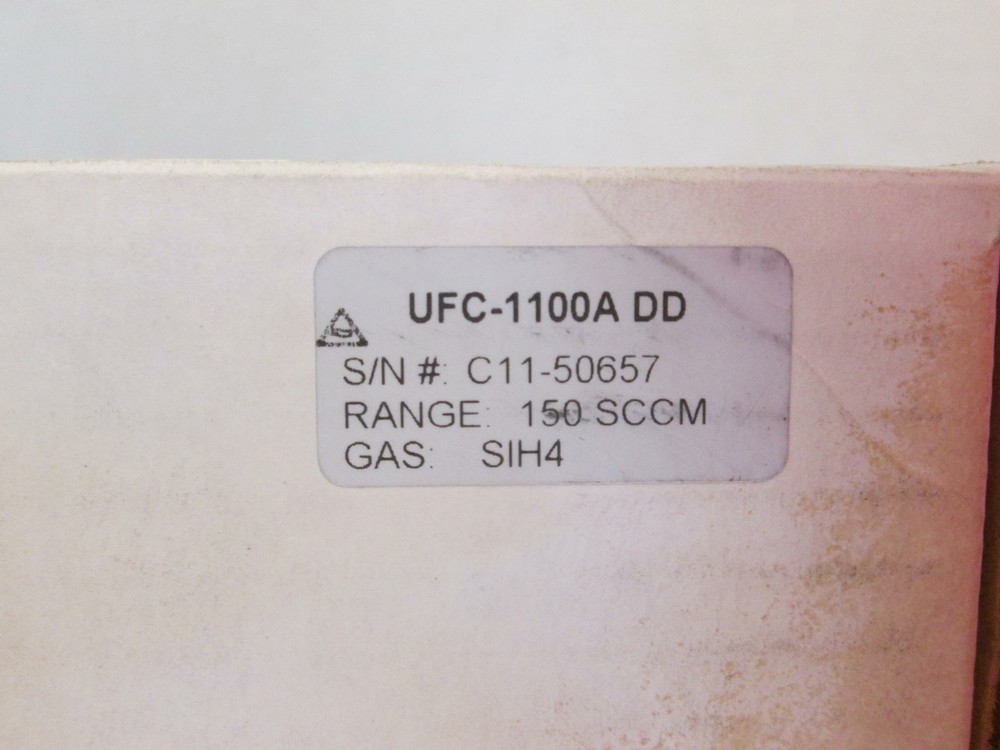 UFC-1100A DD
S/N #: C11-50657
RANGE: 150 SCCM
GAS: SIH4